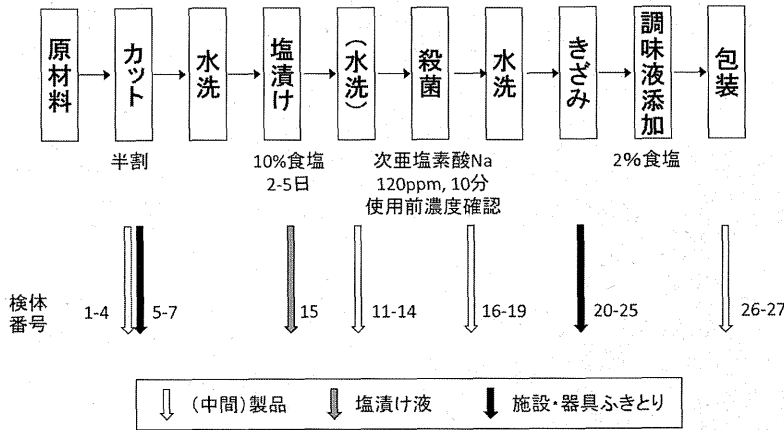 原材料
カット
水洗
塩漬け
(水洗)
殺菌
水洗
きざみ
調味液添加
包装
半割
10%食塩
2-5日
次亜塩素酸Na
120ppm, 10分
使用前濃度確認
2%食塩
検体
番号
1-4
5-7
15
11-14
16-19
20-25
26-27
(中間)製品
塩漬け液
施設・器具ふきとり